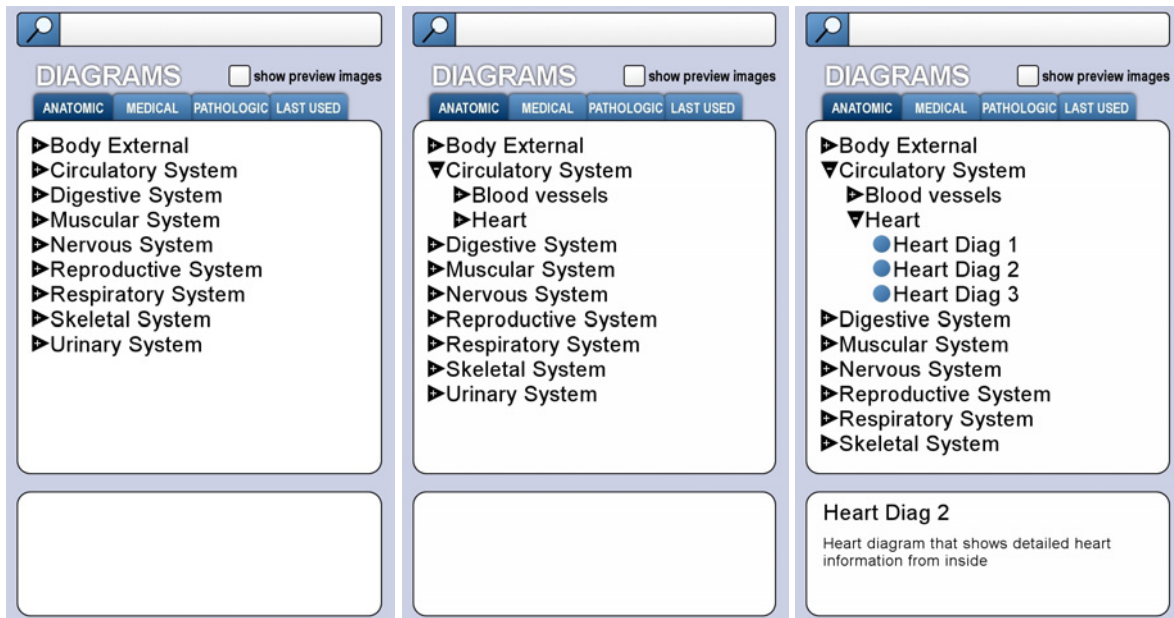 DIAGRAMS
show preview images
ANATOMIC MEDICAL PATHOLOGIC LAST USED
Body External
Circulatory System
Digestive System
Muscular System
Nervous System
Reproductive System
Respiratory System
Skeletal System
Urinary System
DIAGRAMS
show preview images
ANATOMIC MEDICAL PATHOLOGIC LAST USED
Body External
Circulatory System
Blood vessels
Heart
Digestive System
Muscular System
Nervous System
Reproductive System
Respiratory System
Skeletal System
Urinary System
DIAGRAMS
show preview images
ANATOMIC MEDICAL PATHOLOGIC LAST USED
Body External
Circulatory System
Blood vessels
Heart
Heart Diag 1
Heart Diag 2
Heart Diag 3
Digestive System
Muscular System
Nervous System
Reproductive System
Respiratory System
Skeletal System
Heart Diag 2
Heart diagram that shows detailed heart
information from inside